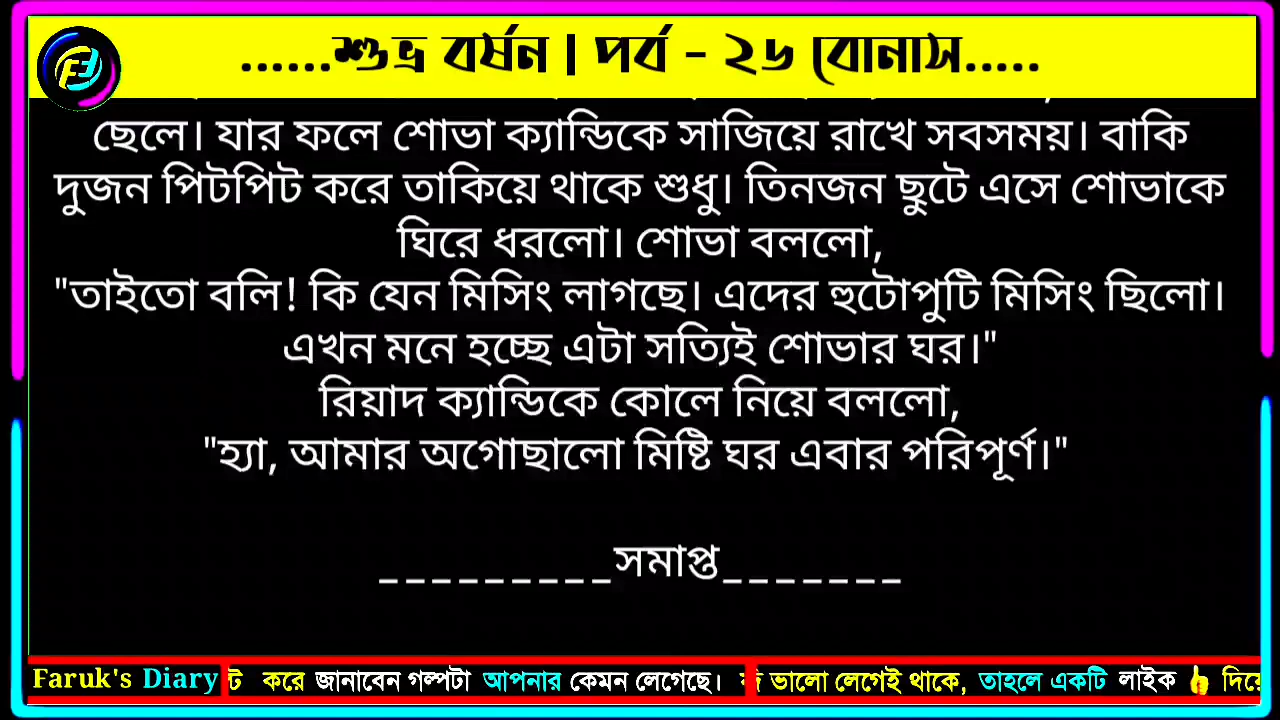 ......শুভ্র বর্ষন | পর্ব - ২৬ বোনাস.....
ছেলে। যার ফলে শোভা ক্যান্ডিকে সাজিয়ে রাখে সবসময়। বাকি
দুজন পিটপিট করে তাকিয়ে থাকে শুধু। তিনজন ছুটে এসে শোভাকে
ঘিরে ধরলো। শোভা বললো,
"তাইতো বলি! কি যেন মিসিং লাগছে। এদের হুটোপুটি মিসিং ছিলো।
এখন মনে হচ্ছে এটা সত্যিই শোভার ঘর।"
রিয়াদ ক্যান্ডিকে কোলে নিয়ে বললো,
"হ্যা, আমার অগোছালো মিষ্টি ঘর এবার পরিপূর্ণ।"
_________সমাপ্ত_______
Faruk's Diary করে জানাবেন গল্পটা আপনার কেমন লেগেছে। ভালো লেগেই থাকে, তাহলে একটি লাইক 👍 দিয়ে